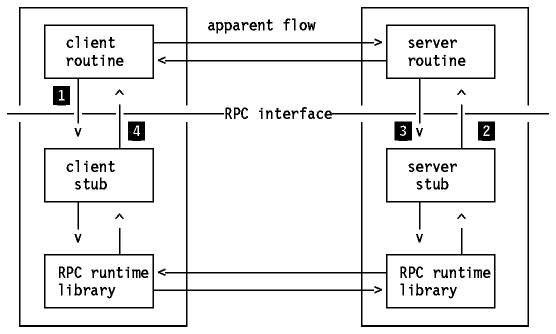 apparent flow
client
routine
server
routine
1
RPC interface
4
3
2
client
stub
server
stub
RPC runtime
library
RPC runtime
library